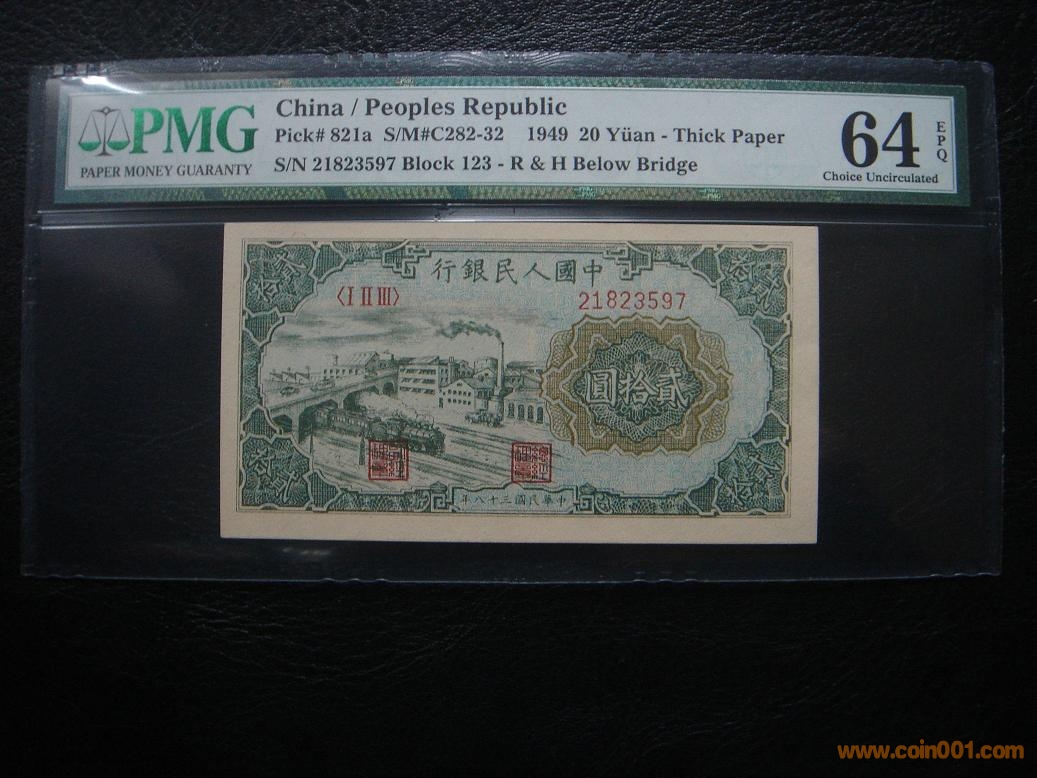 PMG
PAPER MONEY GUARANTY
China / Peoples Republic
Pick# 821a S/M#C282-32 1949 20 Yüan - Thick Paper
S/N 21823597 Block 123 - R & H Below Bridge
64
EPQ
Choice Uncirculated
行銀民人國中
〈I II III〉
21823597
圓拾貳
年八十三國民華中
www.coin001.com